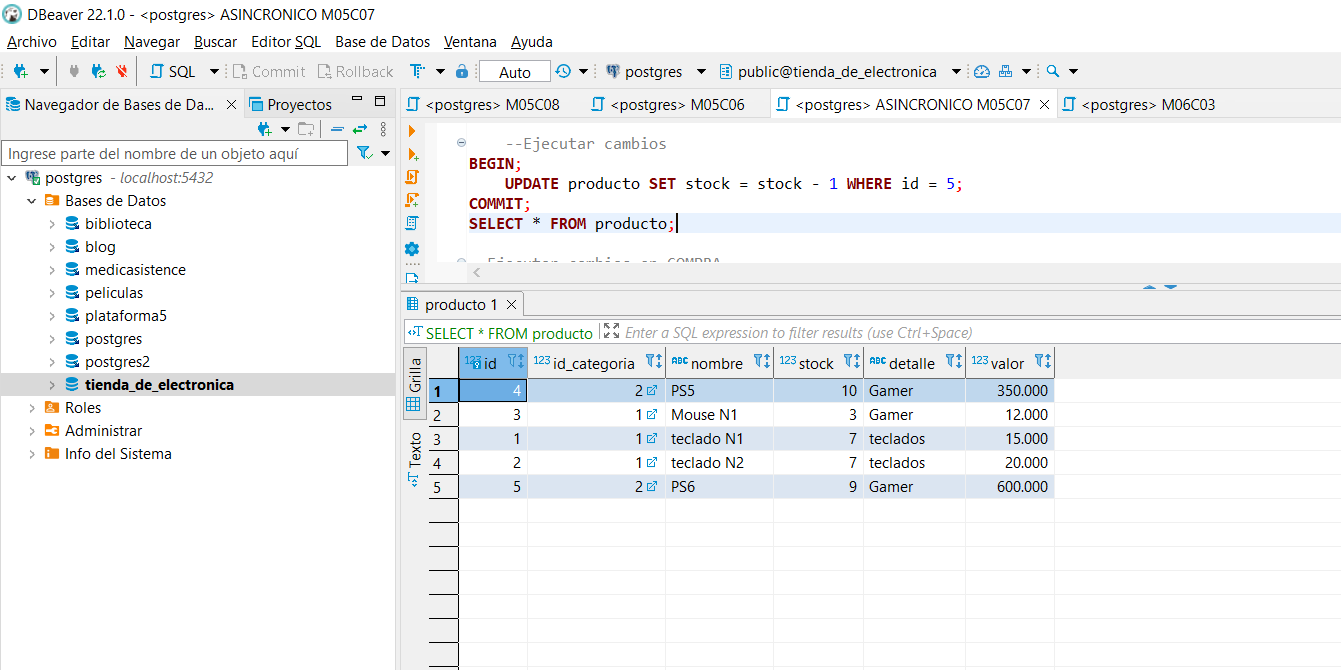 DBeaver 22.1.0 - <postgres> ASINCRONICO M05C07
Archivo Editar Navegar Buscar Editor SQL Base de Datos Ventana Ayuda
SQL Commit Rollback Auto postgres public@tienda_de_electronica
Navegador de Bases de Da... Proyectos
Ingrese parte del nombre de un objeto aquí
postgres - localhost:5432
Bases de Datos
biblioteca
blog
medicasistence
peliculas
plataforma5
postgres
postgres2
tienda_de_electronica
Roles
Administrar
Info del Sistema
<postgres> M05C08 <postgres> M05C06 <postgres> ASINCRONICO M05C07 <postgres> M06C03
--Ejecutar cambios
BEGIN;
UPDATE producto SET stock = stock - 1 WHERE id = 5;
COMMIT;
SELECT * FROM producto;
producto 1
SELECT * FROM producto Enter a SQL expression to filter results (use Ctrl+Space)
Grilla
Texto
123 id 123 id_categoria ABC nombre 123 stock ABC detalle 123 valor
1 4 2 PS5 10 Gamer 350.000
2 3 1 Mouse N1 3 Gamer 12.000
3 1 1 teclado N1 7 teclados 15.000
4 2 1 teclado N2 7 teclados 20.000
5 5 2 PS6 9 Gamer 600.000